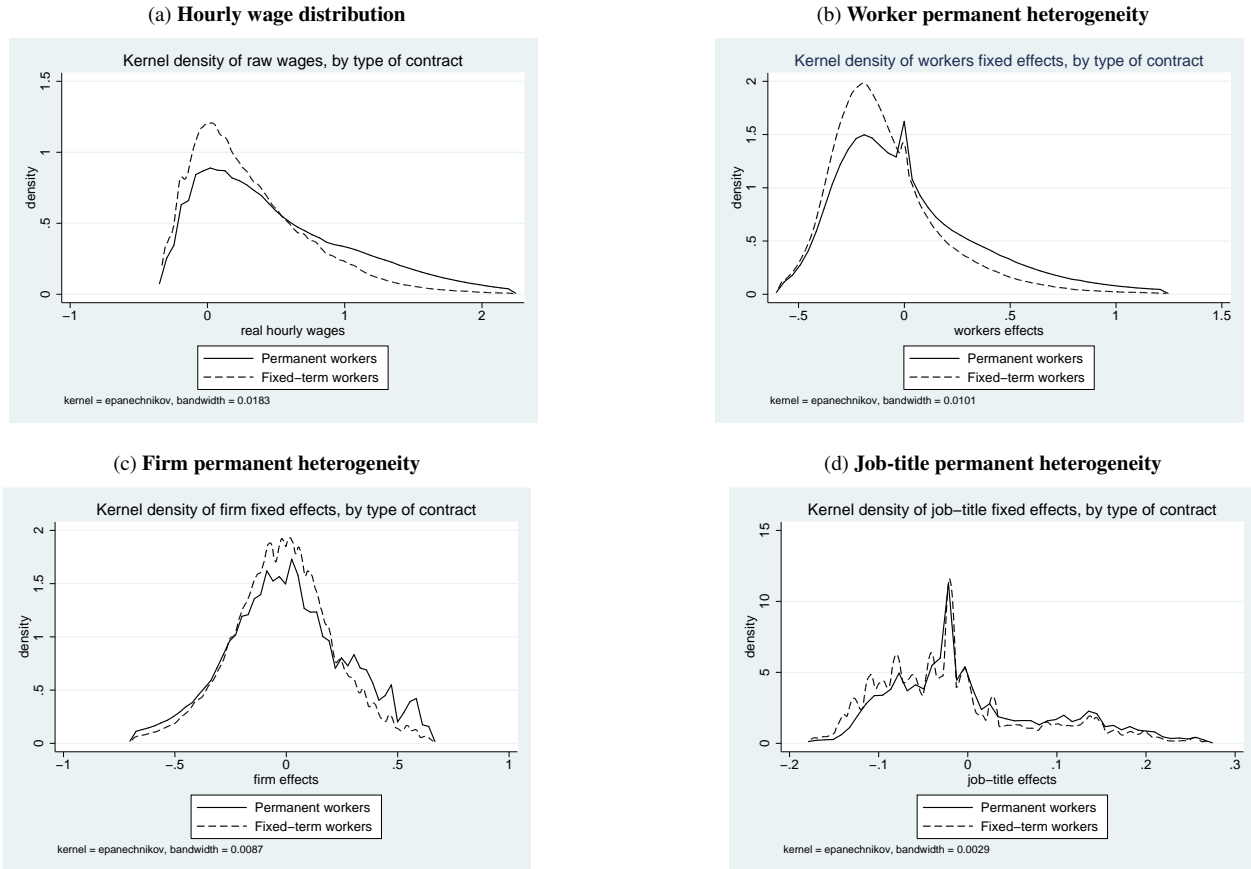 (a) Hourly wage distribution
Kernel density of raw wages, by type of contract
1.5
1
.5
0
density
−1
0
1
2
real hourly wages
Permanent workers
Fixed−term workers
kernel = epanechnikov, bandwidth = 0.0183
(b) Worker permanent heterogeneity
Kernel density of workers fixed effects, by type of contract
2
1.5
1
.5
0
density
−.5
0
.5
1
1.5
workers effects
Permanent workers
Fixed−term workers
kernel = epanechnikov, bandwidth = 0.0101
(c) Firm permanent heterogeneity
Kernel density of firm fixed effects, by type of contract
2
1.5
1
.5
0
density
−1
−.5
0
.5
1
firm effects
Permanent workers
Fixed−term workers
kernel = epanechnikov, bandwidth = 0.0087
(d) Job-title permanent heterogeneity
Kernel density of job−title fixed effects, by type of contract
15
10
5
0
density
−.2
−.1
0
.1
.2
.3
job−title effects
Permanent workers
Fixed−term workers
kernel = epanechnikov, bandwidth = 0.0029